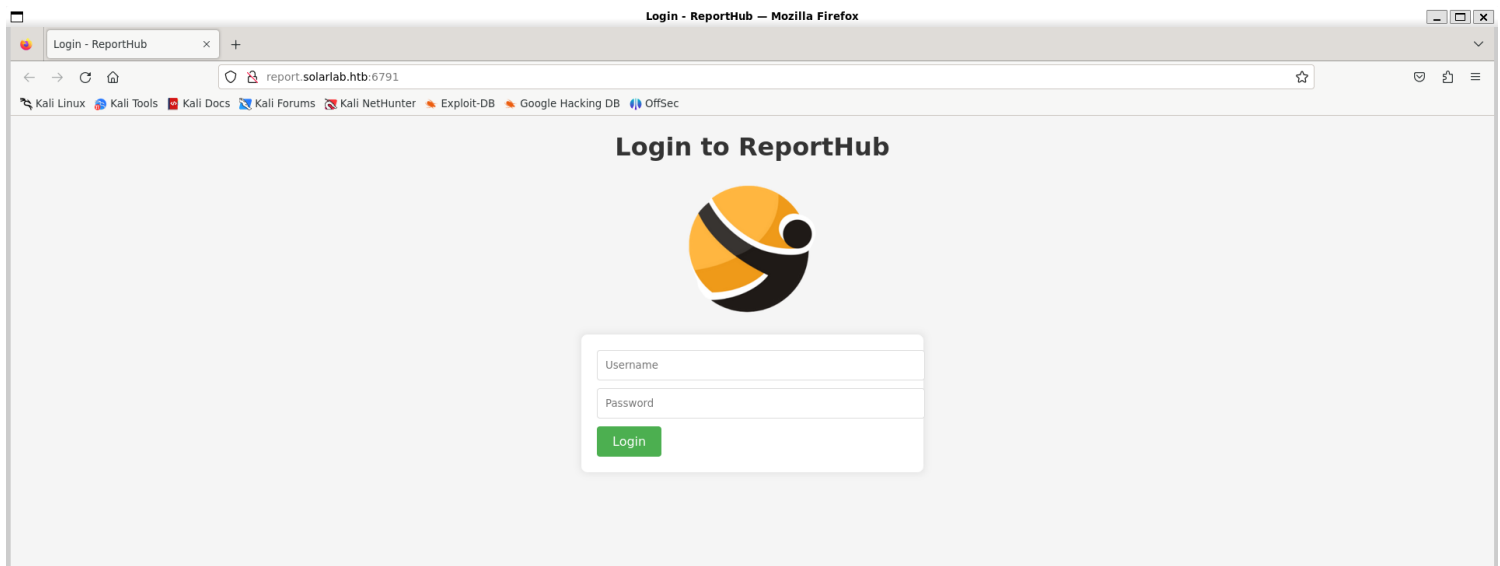 Login - ReportHub — Mozilla Firefox
Login - ReportHub
report.solarlab.htb:6791
Kali Linux Kali Tools Kali Docs Kali Forums Kali NetHunter Exploit-DB Google Hacking DB OffSec
Login to ReportHub
Username
Password
Login